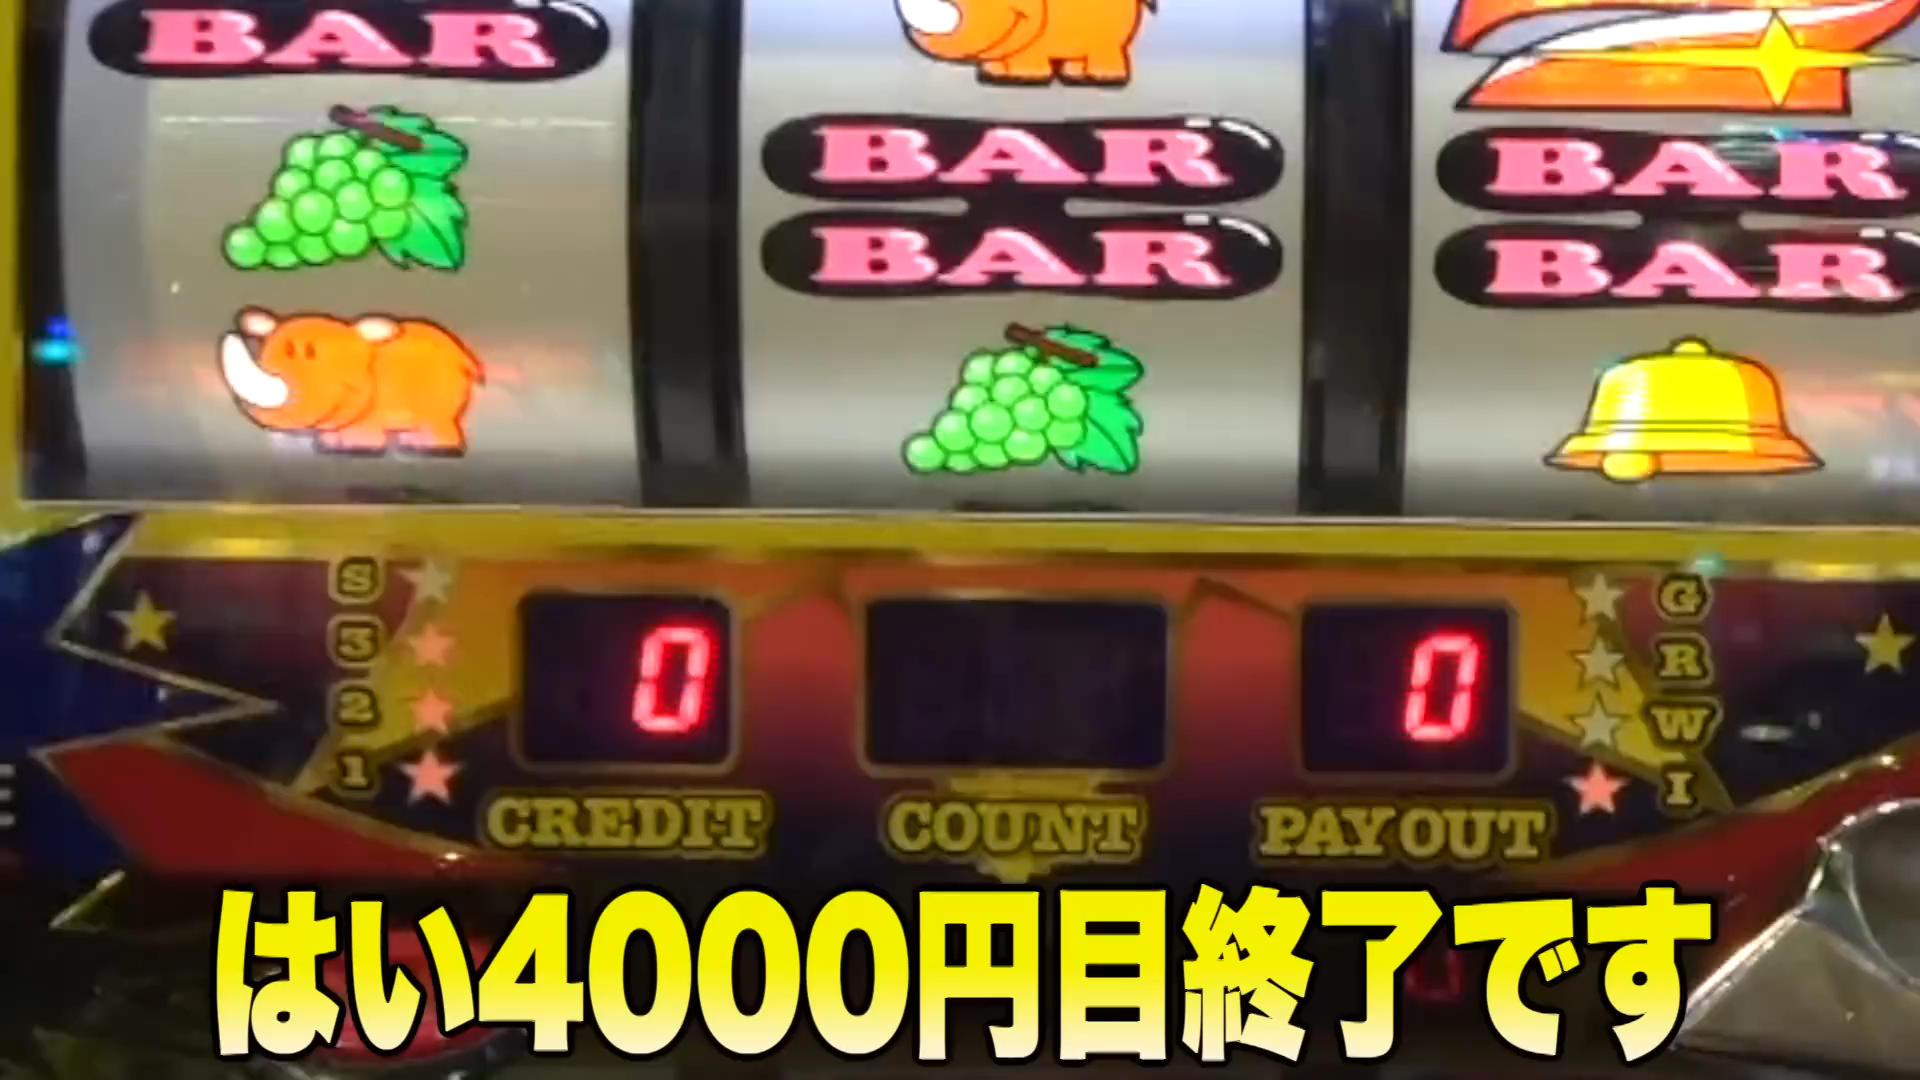 BAR
BAR BAR
BAR BAR
S
3
2
1
G
R
W
I
0
0
CREDIT COUNT PAYOUT
はい4000円目終了です